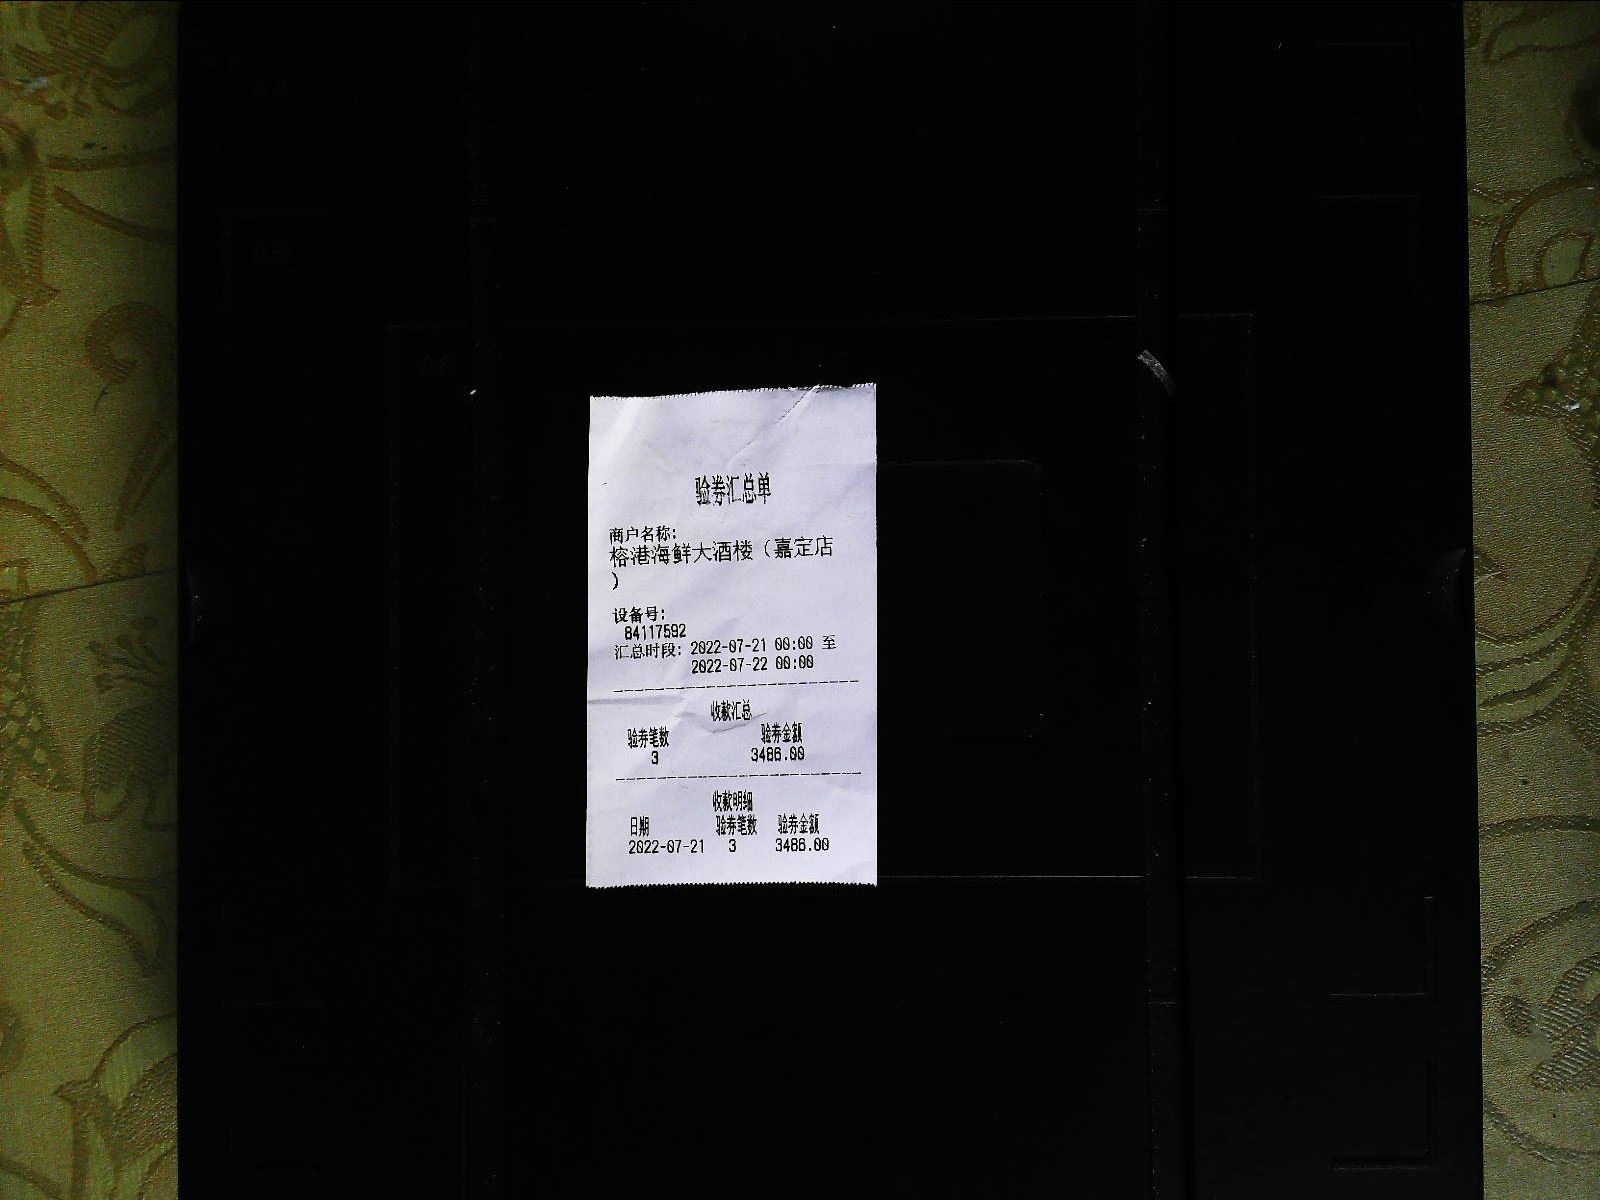 验券汇总单
商户名称:
榕港海鲜大酒楼（嘉定店
）
设备号:
84117592
汇总时段: 2022-07-21 00:00 至
2022-07-22 00:00
收款汇总
验券笔数 验券金额
3 3486.00
收款明细
日期 验券笔数 验券金额
2022-07-21 3 3486.00